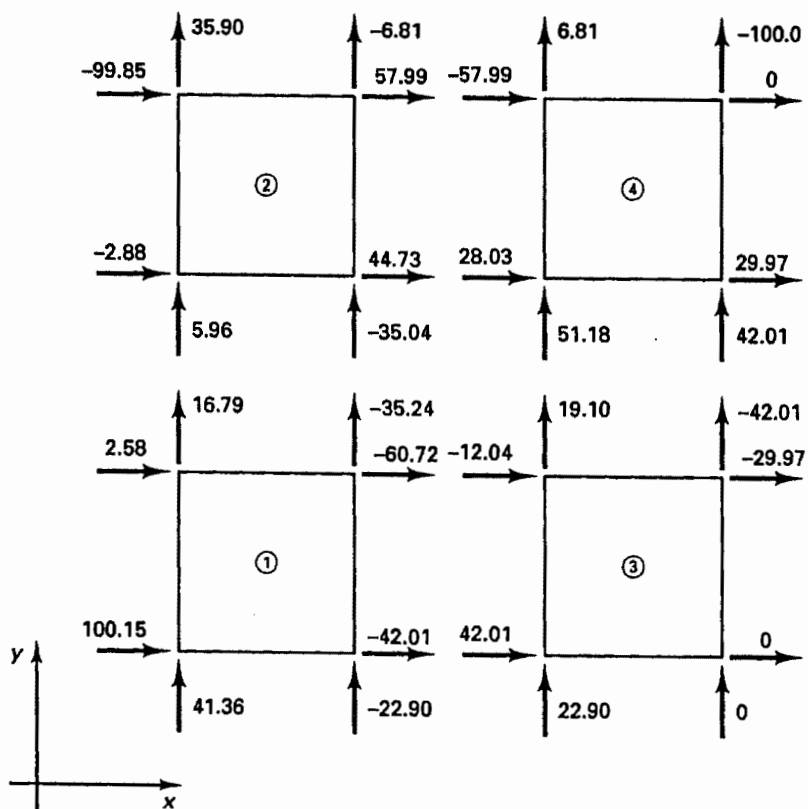 35.90 -6.81 6.81 -100.0
-99.85 57.99 -57.99 0
2 4
-2.88 44.73 28.03 29.97
5.96 -35.04 51.18 42.01
16.79 -35.24 19.10 -42.01
2.58 -60.72 -12.04 -29.97
1 3
100.15 -42.01 42.01 0
y
41.36 -22.90 22.90 0
x